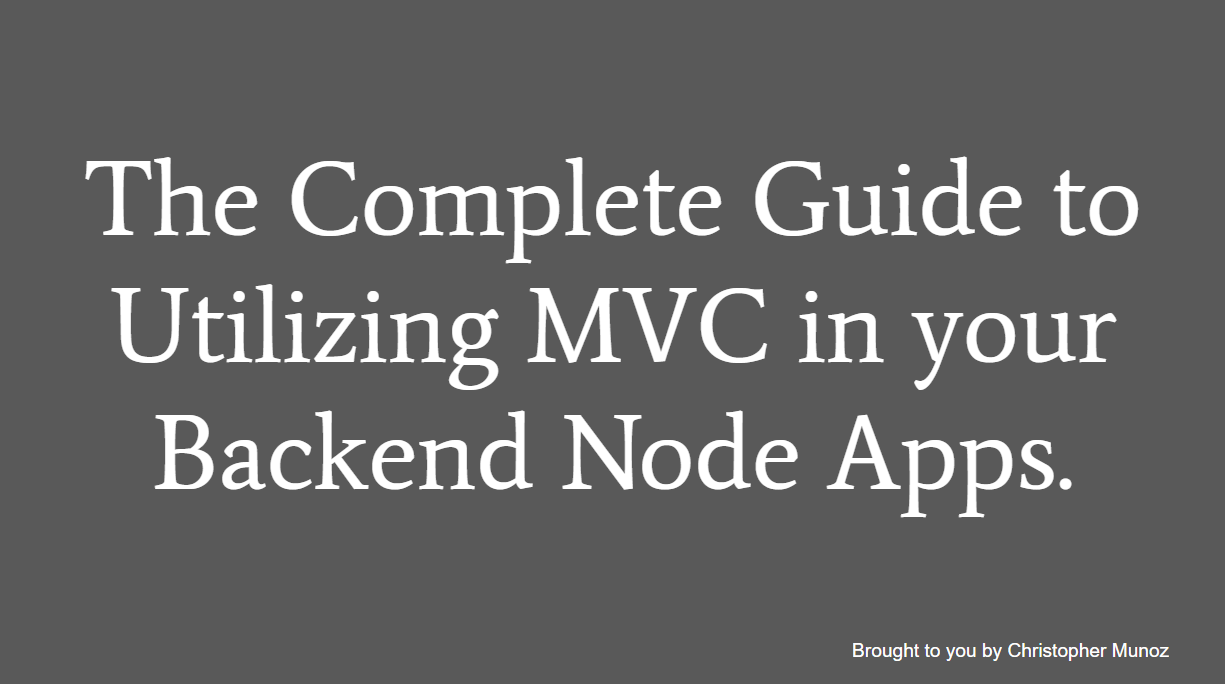 The Complete Guide to
Utilizing MVC in your
Backend Node Apps.
Brought to you by Christopher Munoz